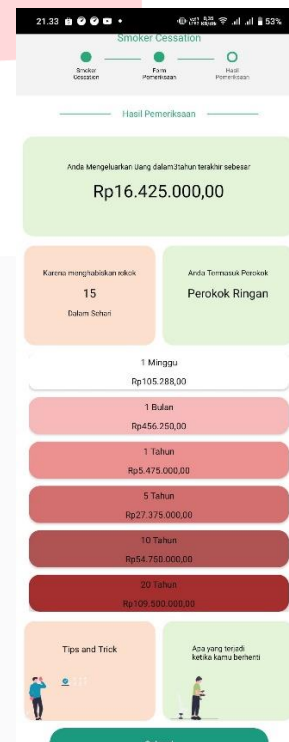 21.33
53%
Smoker Cessation
Smoker Cessation
Form Pemeriksaan
Hasil Pemeriksaan
Hasil Pemeriksaan
Anda Mengeluarkan Uang dalam3tahun terakhir sebesar
Rp16.425.000,00
Karena menghabiskan rokok
15
Dalam Sehari
Anda Termasuk Perokok
Perokok Ringan
1 Minggu
Rp105.288,00
1 Bulan
Rp456.250,00
1 Tahun
Rp5.475.000,00
5 Tahun
Rp27.375.000,00
10 Tahun
Rp54.750.000,00
20 Tahun
Rp109.500.000,00
Tips and Trick
Apa yang terjadi
ketika kamu berhenti